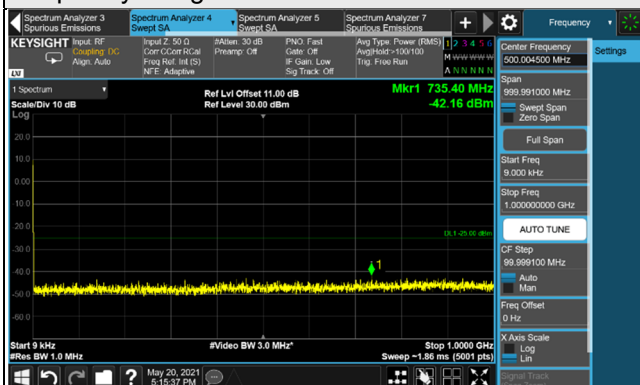 Spectrum Analyzer 3
Spurious Emissions
Spectrum Analyzer 4
Swept SA
Spectrum Analyzer 5
Swept SA
Spectrum Analyzer 7
Spurious Emissions
Frequency
KEYSIGHT
Input: RF
Coupling: DC
Align: Auto
Input Z: 50 Ω
Corr CCorr RCal
Freq Ref: Int (S)
NFE: Adaptive
#Atten: 30 dB
Preamp: Off
PNO: Fast
Gate: Off
IF Gain: Low
Sig Track: Off
Avg Type: Power (RMS)
Avg|Hold:>100/100
Trig: Free Run
1 2 3 4 5 6
M W W W W W
A N N N N N
LXI
Center Frequency
500.004500 MHz
Settings
Span
999.991000 MHz
Swept Span
Zero Span
Full Span
Start Freq
9.000 kHz
Stop Freq
1.000000000 GHz
AUTO TUNE
CF Step
99.999100 MHz
Auto
Man
Freq Offset
0 Hz
X Axis Scale
Log
Lin
Signal Track
1 Spectrum
Scale/Div 10 dB
Log
Ref Lvl Offset 11.00 dB
Ref Level 30.00 dBm
Mkr1 735.40 MHz
-42.16 dBm
20.0
10.0
0.00
-10.0
-20.0
DL1 -25.00 dBm
-30.0
-40.0
-50.0
-60.0
1
Start 9 kHz
#Res BW 1.0 MHz
#Video BW 3.0 MHz*
Stop 1.0000 GHz
Sweep ~1.86 ms (5001 pts)
May 20, 2021
5:15:37 PM